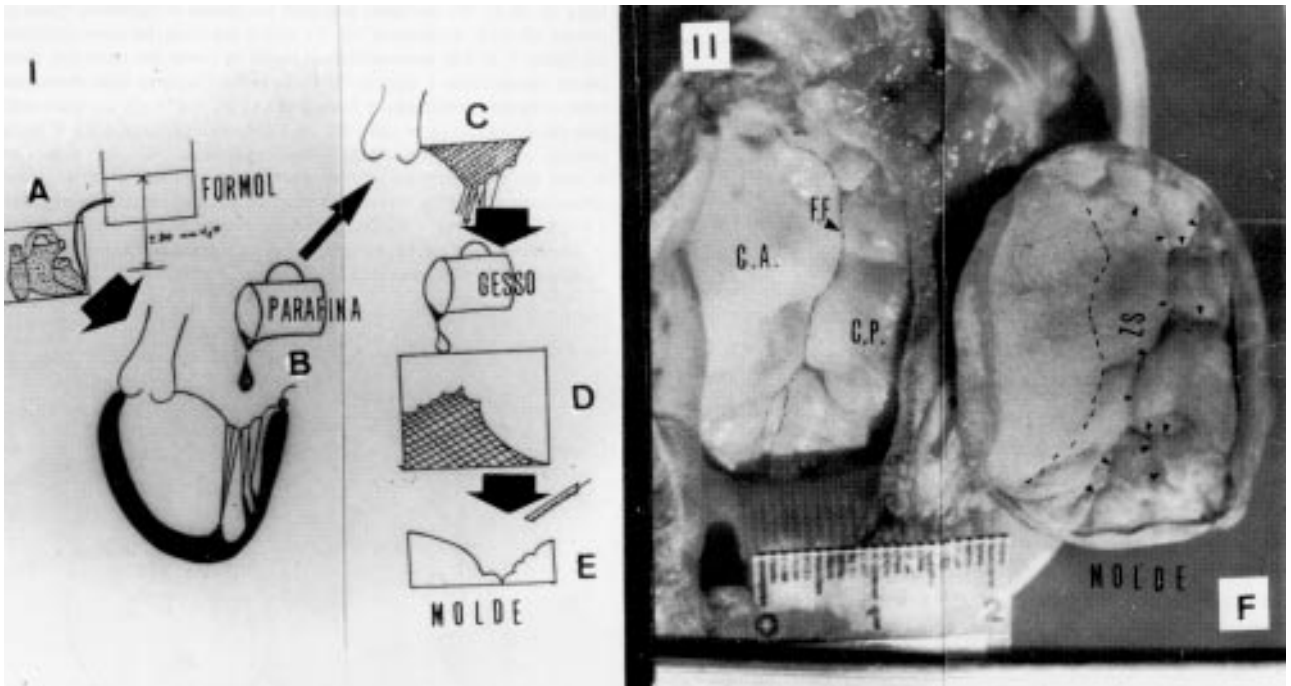 I
A
FORMOL
PARAFINA
B
C
GESSO
D
E
MOLDE
II
F.F.
C.A.
C.P.
ZS
0 1 2
MOLDE
F